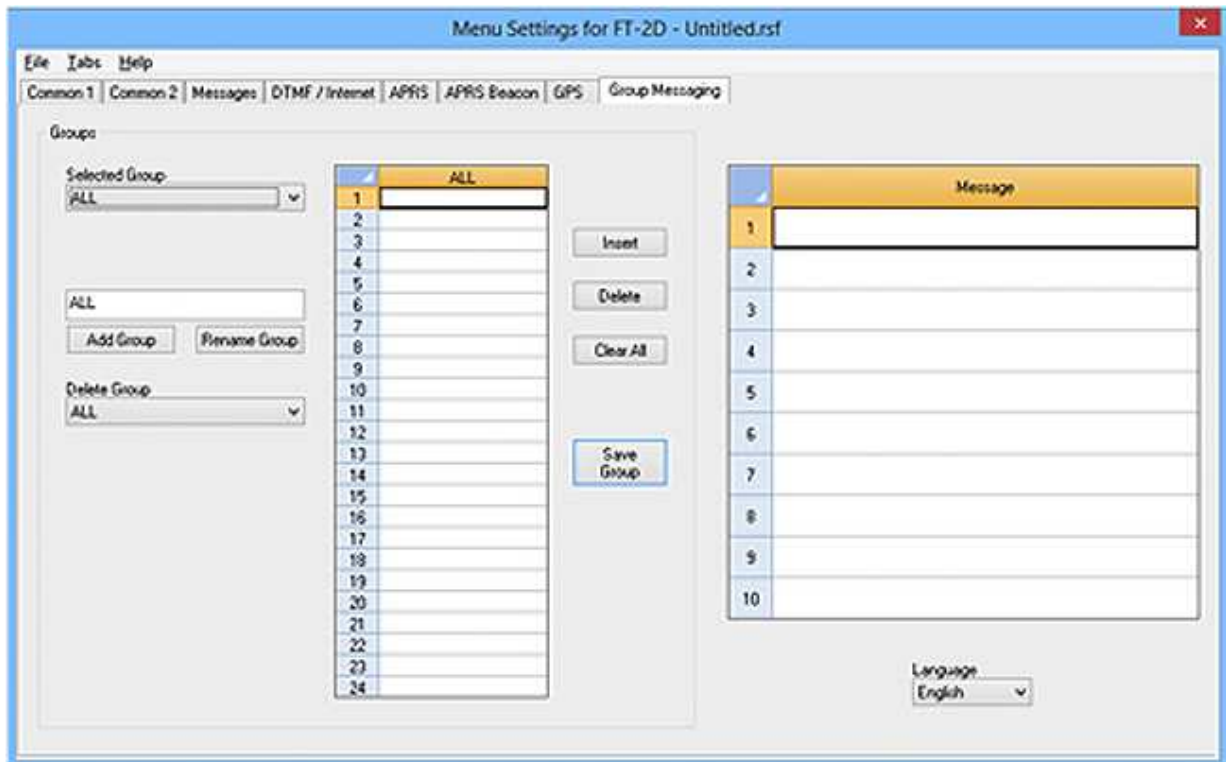 Menu Settings for FT-2D - Untitled.rsf
File Tabs Help
Common 1 Common 2 Messages DTMF / Internet APRS APRS Beacon GPS Group Messaging
Groups
Selected Group
ALL
ALL
Add Group Rename Group
Delete Group
ALL
ALL
1
2
3
4
5
6
7
8
9
10
11
12
13
14
15
16
17
18
19
20
21
22
23
24
Insert
Delete
Clear All
Save
Group
Message
1
2
3
4
5
6
7
8
9
10
Language
English